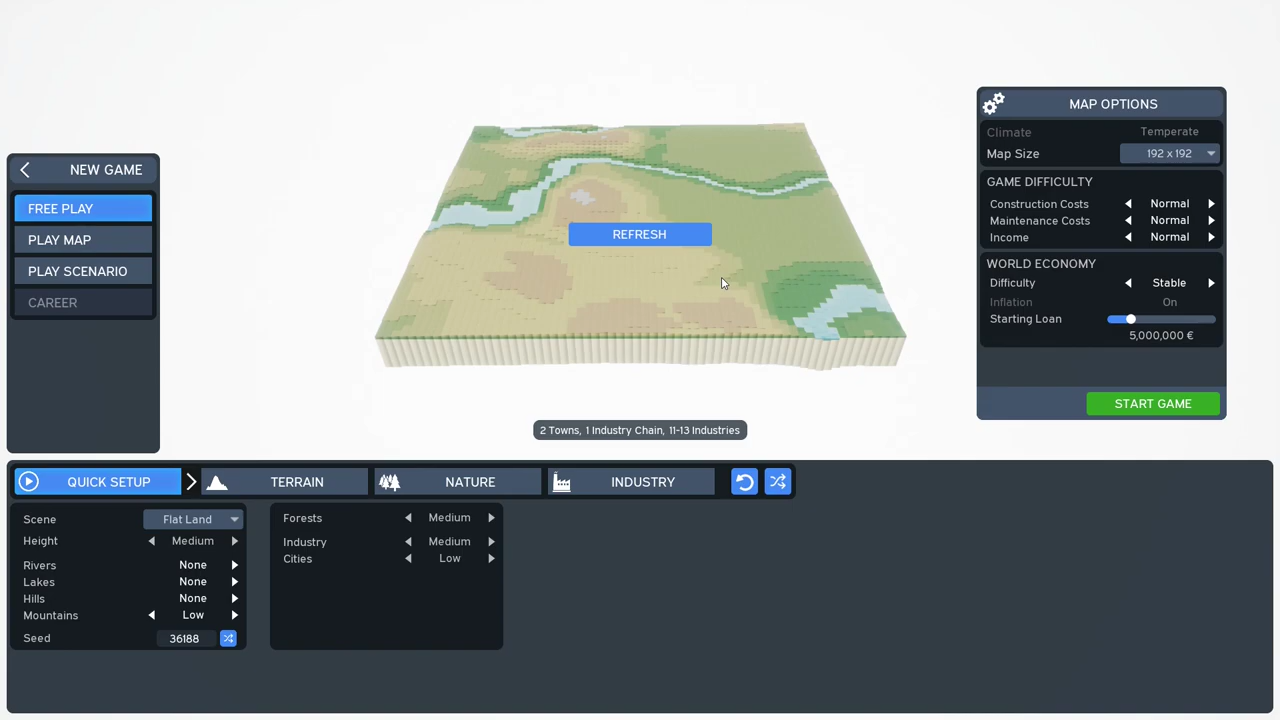 NEW GAME
FREE PLAY
PLAY MAP
PLAY SCENARIO
CAREER
REFRESH
2 Towns, 1 Industry Chain, 11-13 Industries
MAP OPTIONS
Climate Temperate
Map Size 192 x 192
GAME DIFFICULTY
Construction Costs Normal
Maintenance Costs Normal
Income Normal
WORLD ECONOMY
Difficulty Stable
Inflation On
Starting Loan
5,000,000 €
START GAME
QUICK SETUP TERRAIN NATURE INDUSTRY
Scene Flat Land
Height Medium
Rivers None
Lakes None
Hills None
Mountains Low
Seed 36188
Forests Medium
Industry Medium
Cities Low